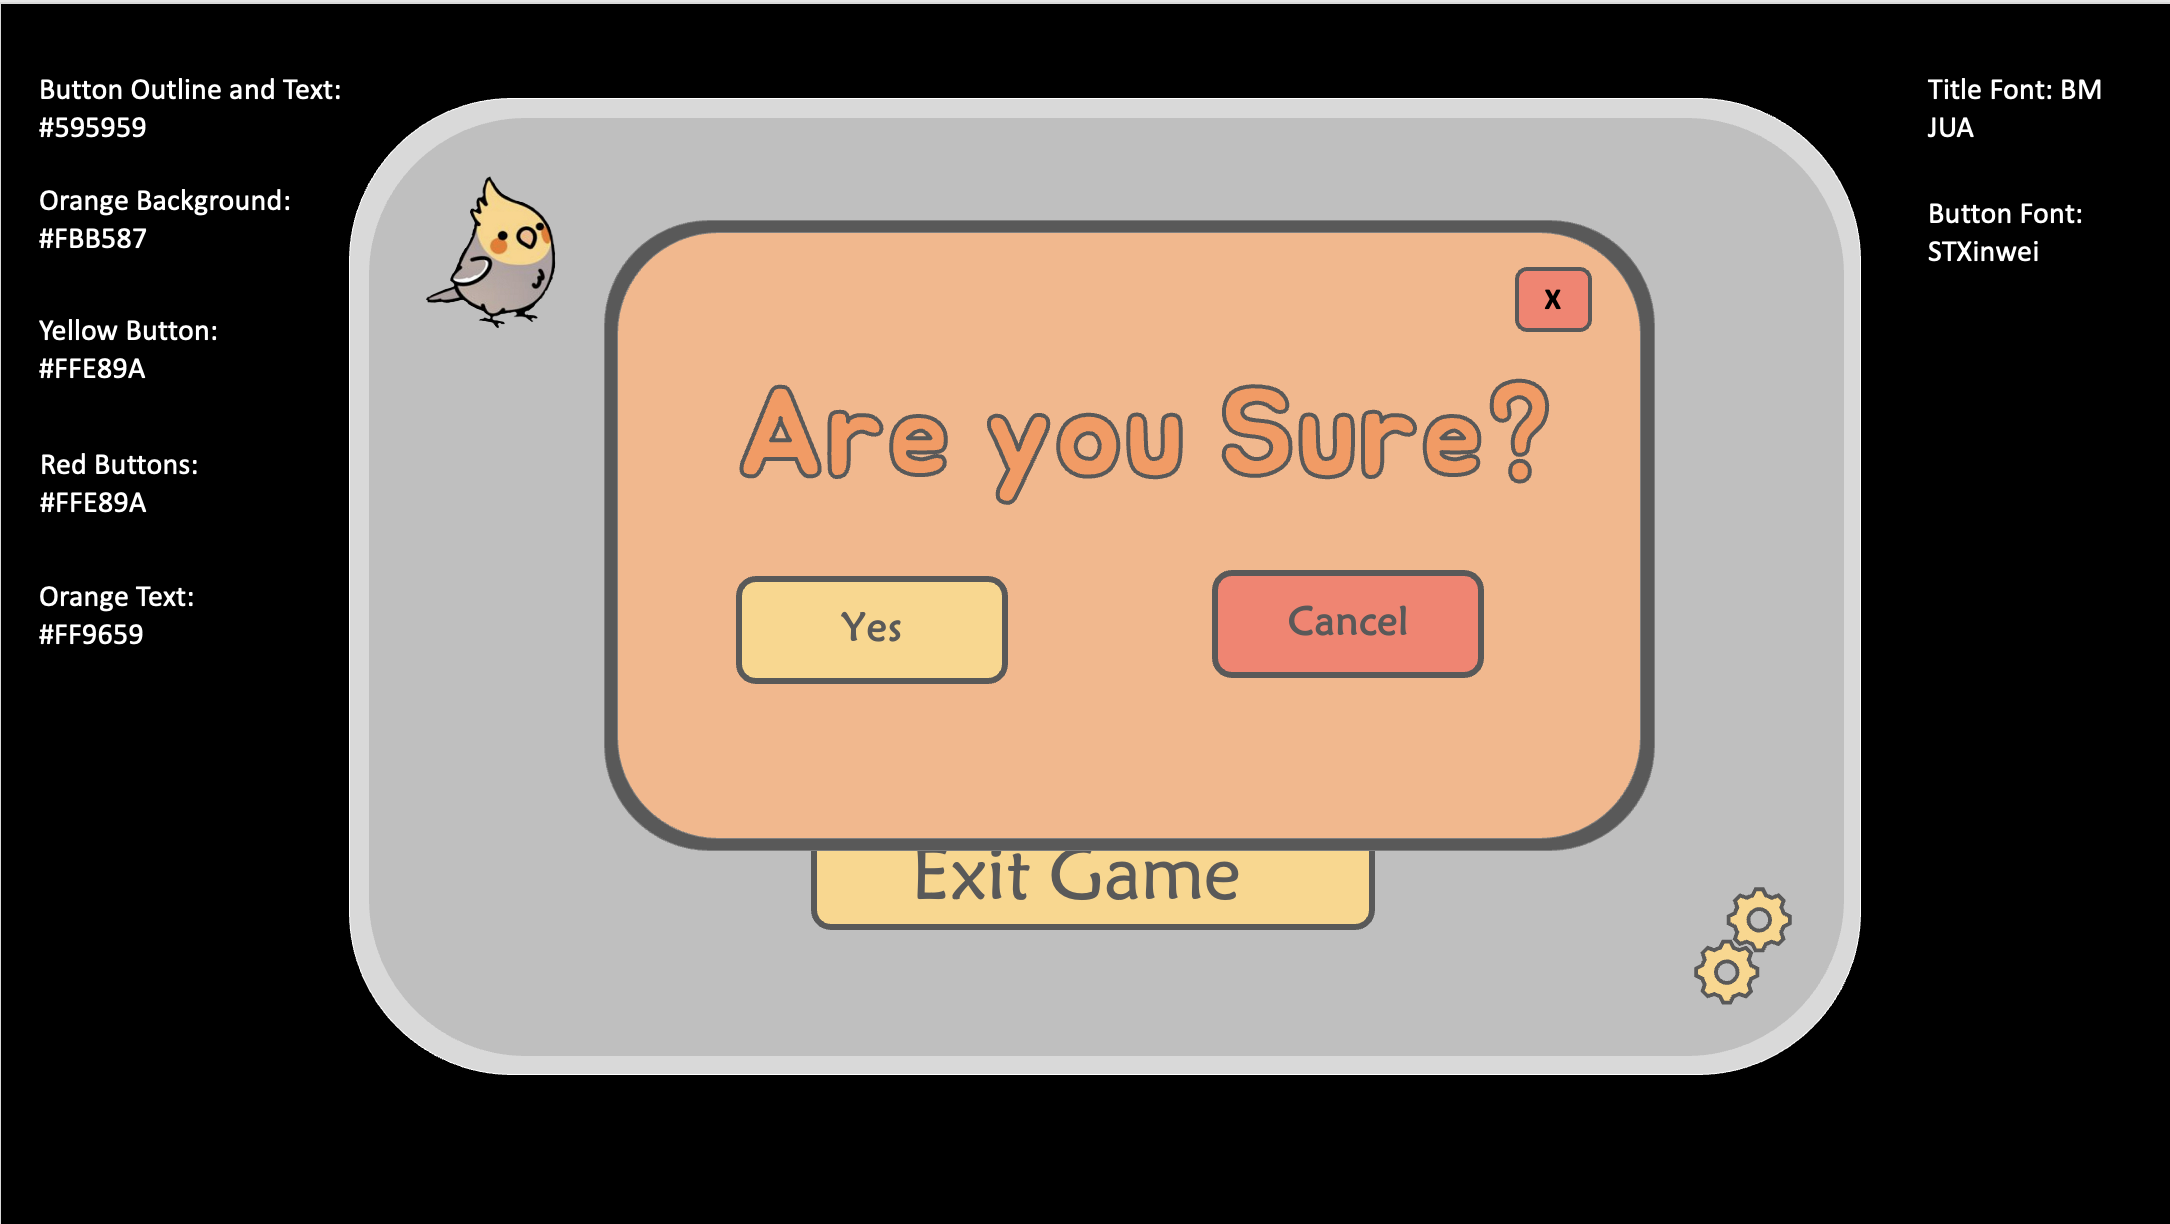 Button Outline and Text:
#595959
Orange Background:
#FBB587
Yellow Button:
#FFE89A
Red Buttons:
#FFE89A
Orange Text:
#FF9659
X
Are you Sure?
Yes
Cancel
Exit Game
Title Font: BM
JUA
Button Font:
STXinwei